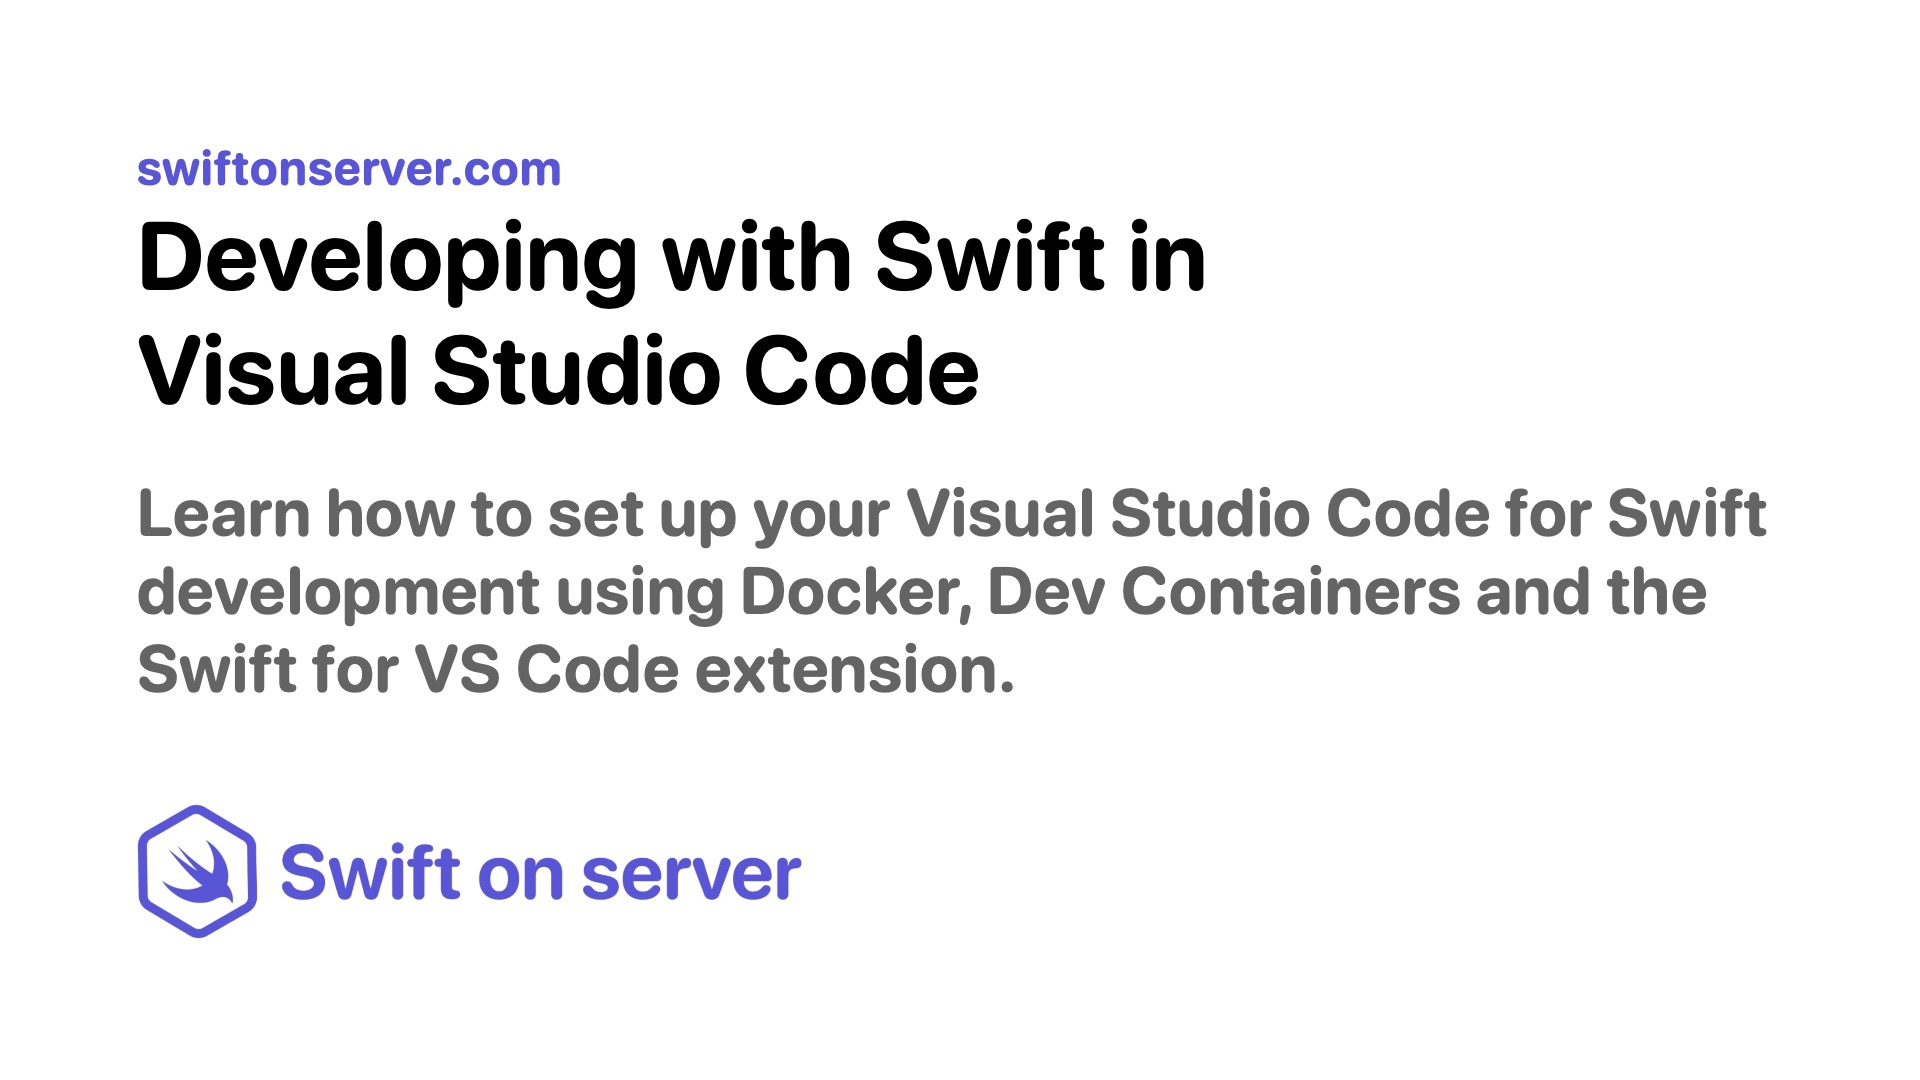 swiftonserver.com
Developing with Swift in
Visual Studio Code
Learn how to set up your Visual Studio Code for Swift
development using Docker, Dev Containers and the
Swift for VS Code extension.
Swift on server